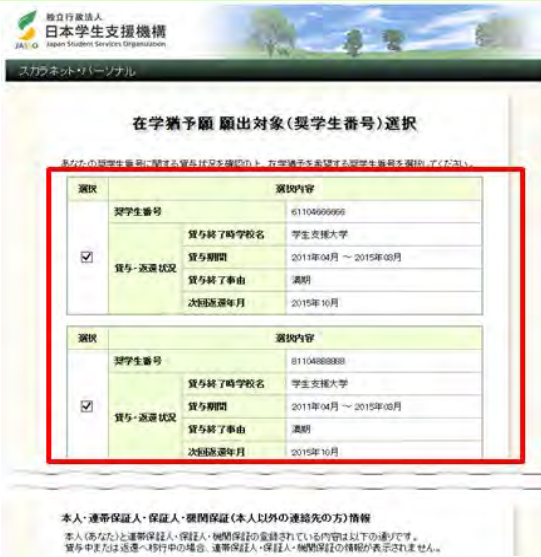 独立行政法人
日本学生支援機構
JASSO Japan Student Services Organization
スカラネット・パーソナル
在学猶予願 願出対象(奨学生番号)選択
あなたの奨学生番号に関する貸与状況を確認の上、在学猶予を希望する奨学生番号を選択してください。
選択 選択内容
奨学生番号 61104666666
貸与・返還状況
貸与終了時学校名 学生支援大学
貸与期間 2011年04月 ~ 2015年03月
貸与終了事由 満期
次回返還年月 2015年10月
選択 選択内容
奨学生番号 81104888888
貸与・返還状況
貸与終了時学校名 学生支援大学
貸与期間 2011年04月 ~ 2015年03月
貸与終了事由 満期
次回返還年月 2015年10月
本人・連帯保証人・保証人・機関保証(本人以外の連絡先の方)情報
本人(あなた)と連帯保証人・保証人・機関保証の登録されている内容は以下の通りです。
貸与中または返還へ移行中の場合、連帯保証人・保証人・機関保証の情報が表示されません。